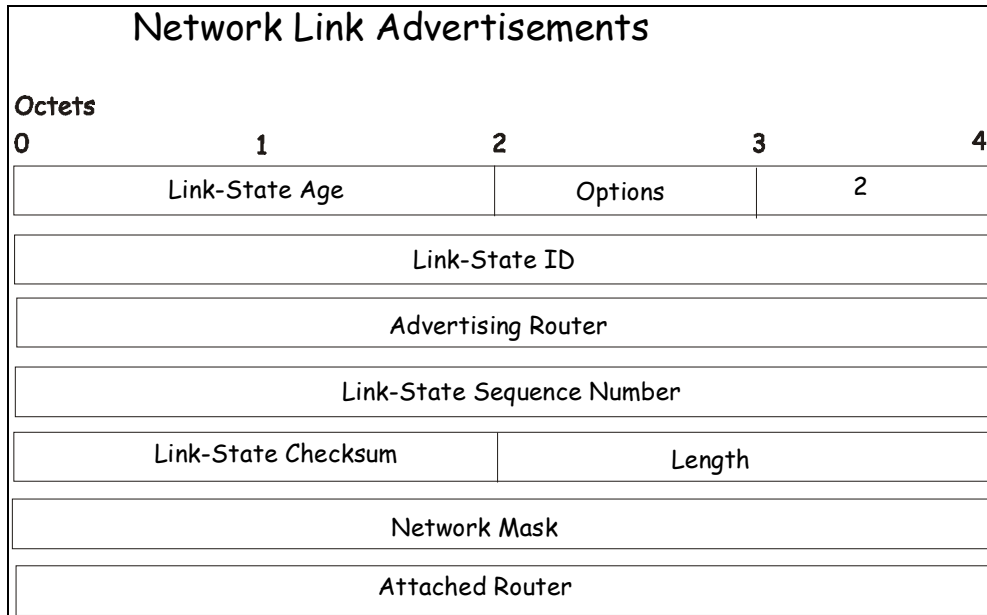 Network Link Advertisements
Octets
0 1 2 3 4
Link-State Age Options 2
Link-State ID
Advertising Router
Link-State Sequence Number
Link-State Checksum Length
Network Mask
Attached Router